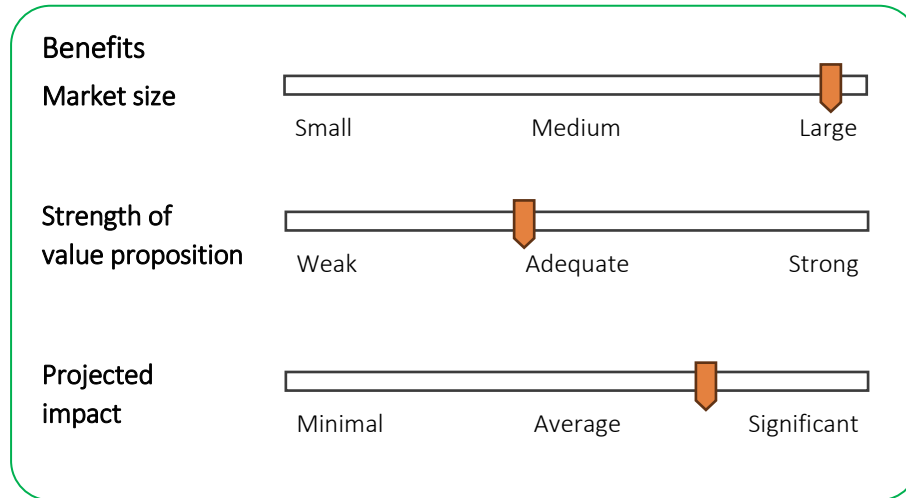 Benefits
Market size
Small Medium Large
Strength of
value proposition
Weak Adequate Strong
Projected
impact
Minimal Average Significant